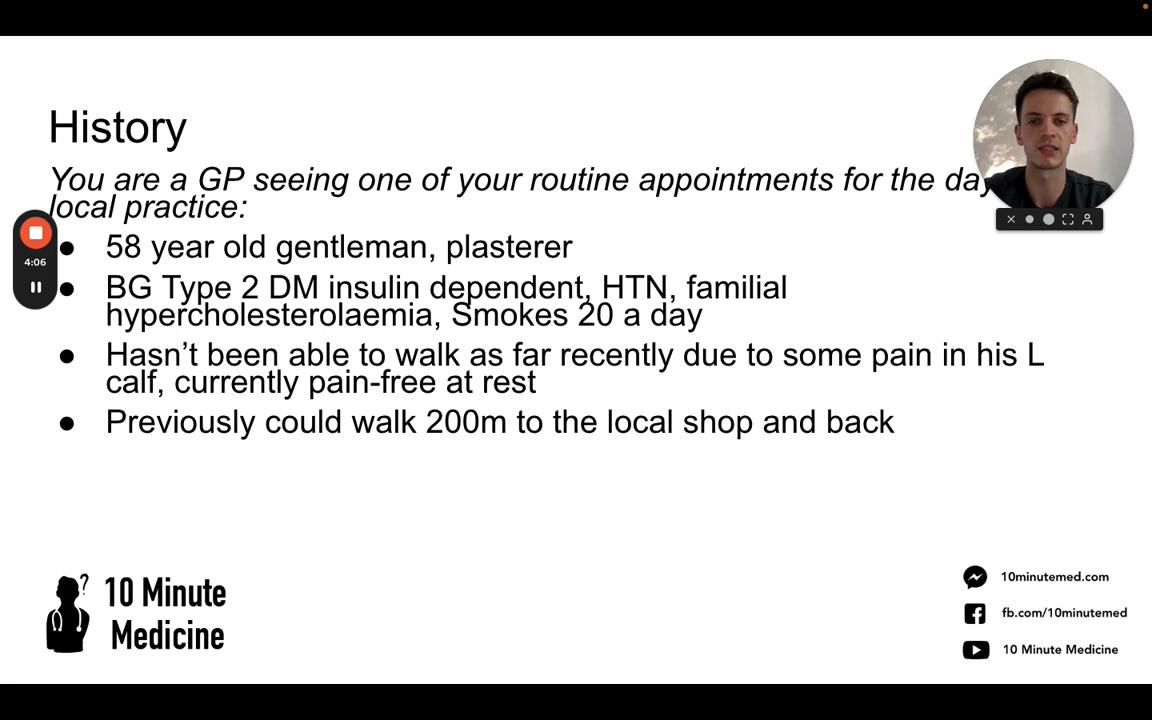 History
You are a GP seeing one of your routine appointments for the day
local practice:
● 58 year old gentleman, plasterer
● BG Type 2 DM insulin dependent, HTN, familial
hypercholesterolaemia, Smokes 20 a day
● Hasn’t been able to walk as far recently due to some pain in his L
calf, currently pain-free at rest
● Previously could walk 200m to the local shop and back
4:06
10 Minute
Medicine
10minutemed.com
fb.com/10minutemed
10 Minute Medicine